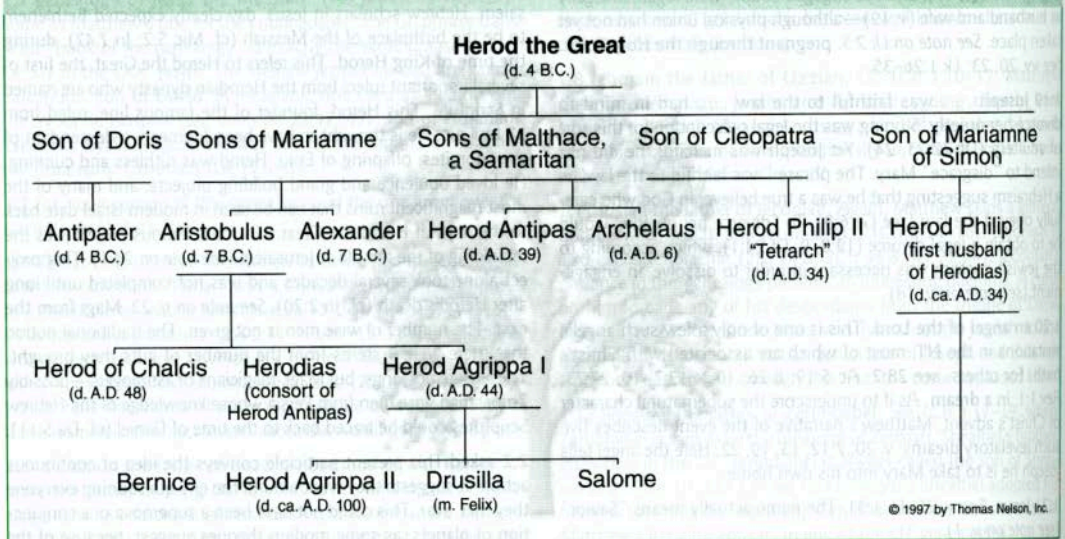 Herod the Great
(d. 4 B.C.)
Son of Doris
Sons of Mariamne
Sons of Malthace,
a Samaritan
Son of Cleopatra
Son of Mariamne
of Simon
Antipater
(d. 4 B.C.)
Aristobulus
(d. 7 B.C.)
Alexander
(d. 7 B.C.)
Herod Antipas
(d. A.D. 39)
Archelaus
(d. A.D. 6)
Herod Philip II
"Tetrarch"
(d. A.D. 34)
Herod Philip I
(first husband
of Herodias)
(d. ca. A.D. 34)
Herod of Chalcis
(d. A.D. 48)
Herodias
(consort of
Herod Antipas)
Herod Agrippa I
(d. A.D. 44)
Bernice
Herod Agrippa II
(d. ca. A.D. 100)
Drusilla
(m. Felix)
Salome
© 1997 by Thomas Nelson, Inc.